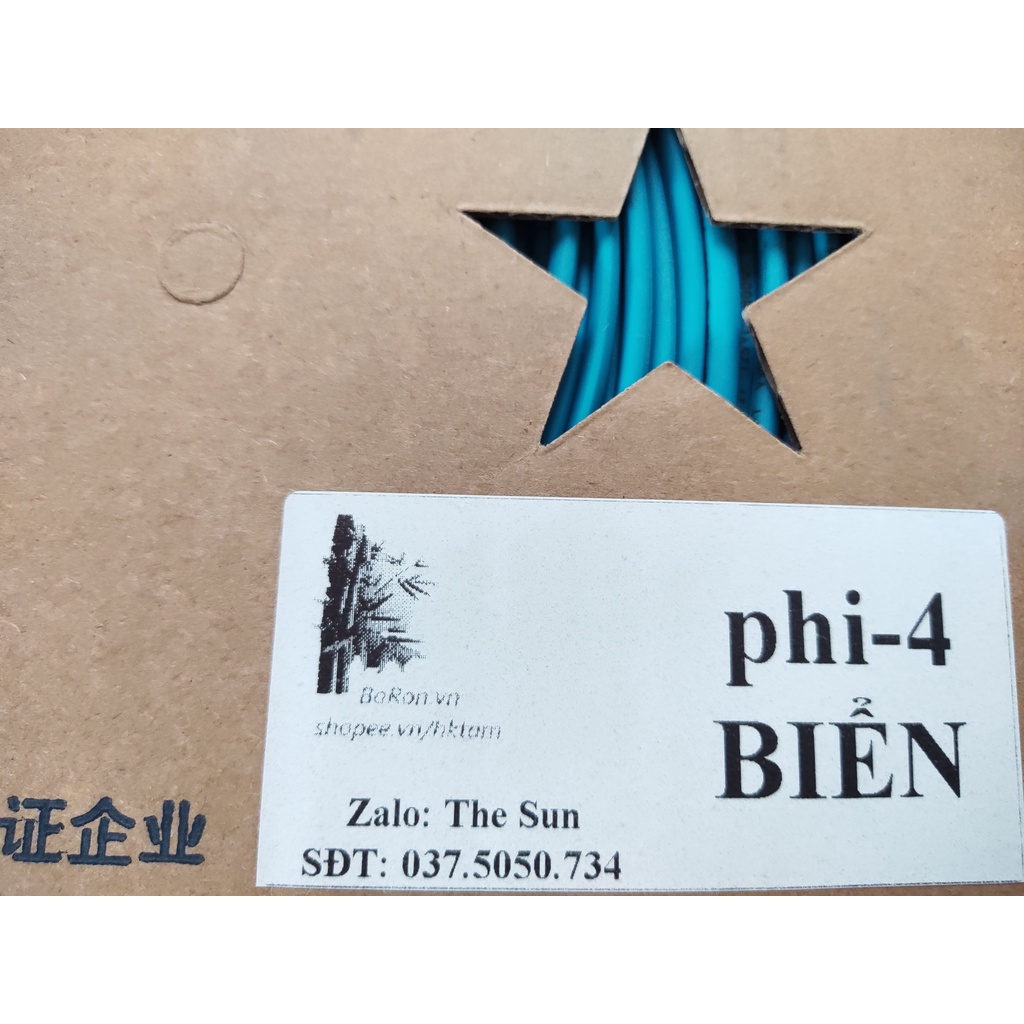 phi-4
BIỂN
BaRon.vn
shopee.vn/hktam
Zalo: The Sun
SĐT: 037.5050.734
证企业